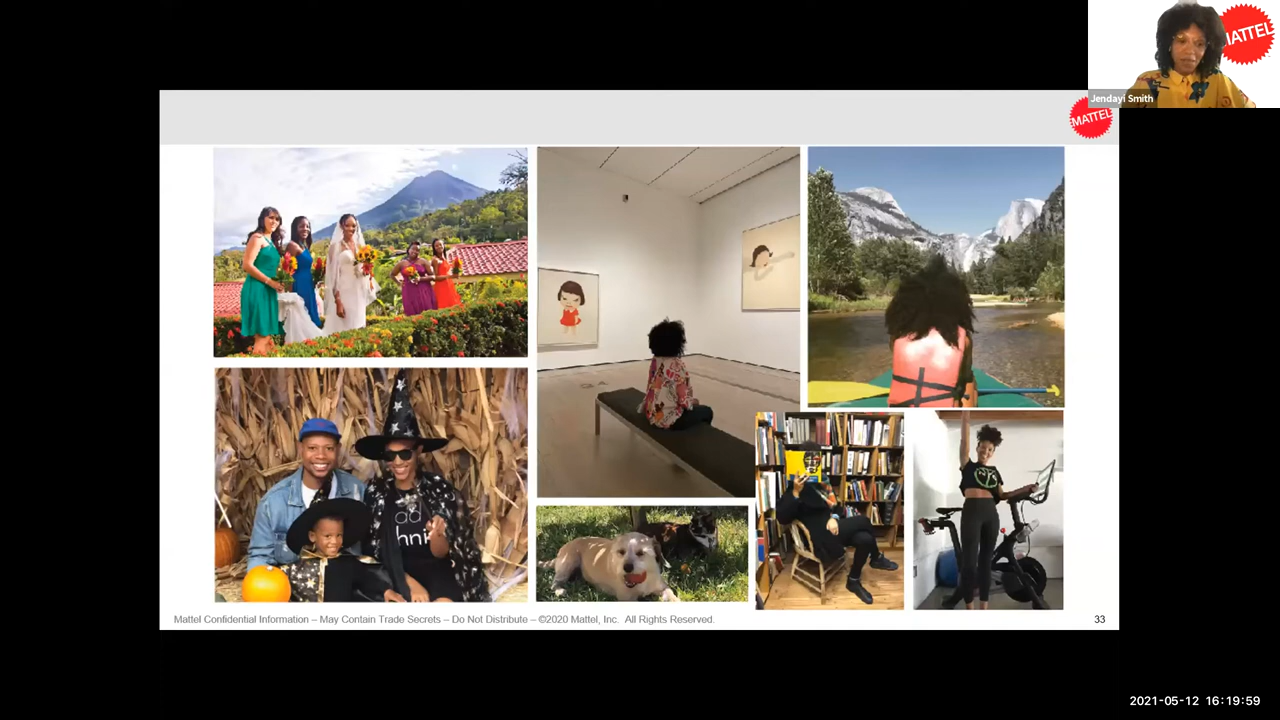 MATTEL
Jendayi Smith
MATTEL
ad
Mattel Confidential Information – May Contain Trade Secrets – Do Not Distribute – ©2020 Mattel, Inc. All Rights Reserved.
33
2021-05-12 16:19:59